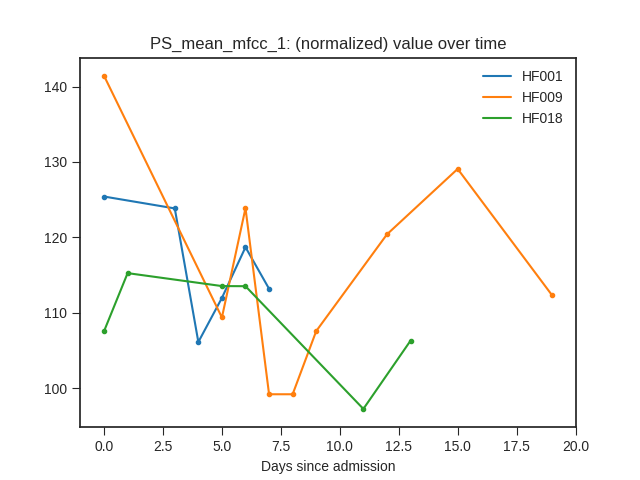 PS_mean_mfcc_1: (normalized) value over time
HF001
HF009
HF018
140
130
120
110
100
0.0 2.5 5.0 7.5 10.0 12.5 15.0 17.5 20.0
Days since admission